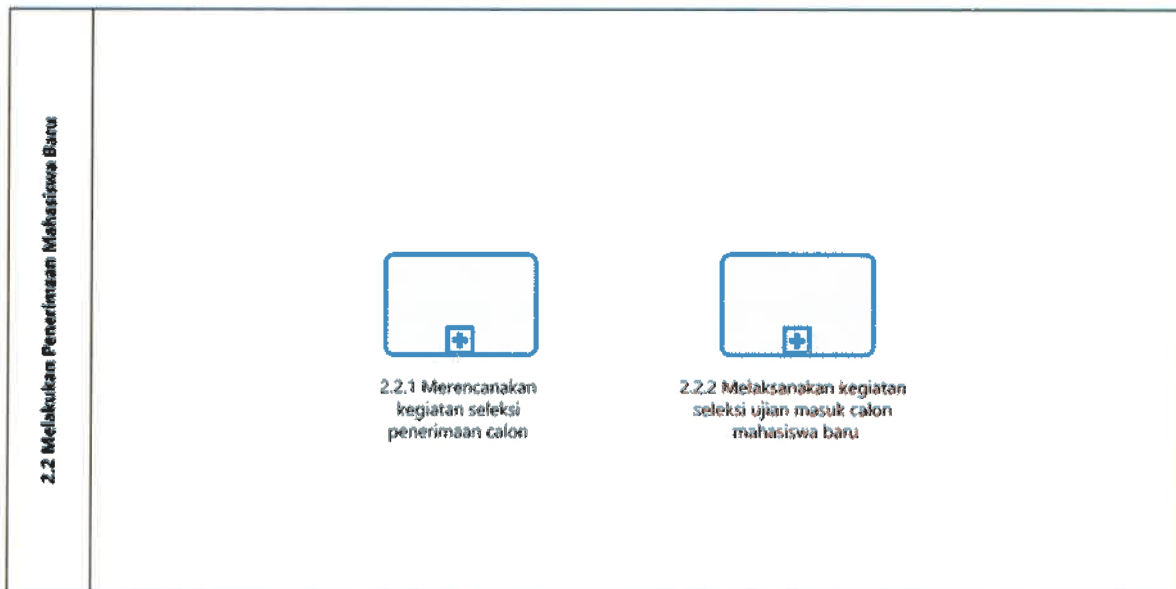 2.2 Melakukan Penerimaan Mahasiswa Baru
2.2.1 Merencanakan
kegiatan seleksi
penerimaan calon
2.2.2 Melaksanakan kegiatan
seleksi ujian masuk calon
mahasiswa baru